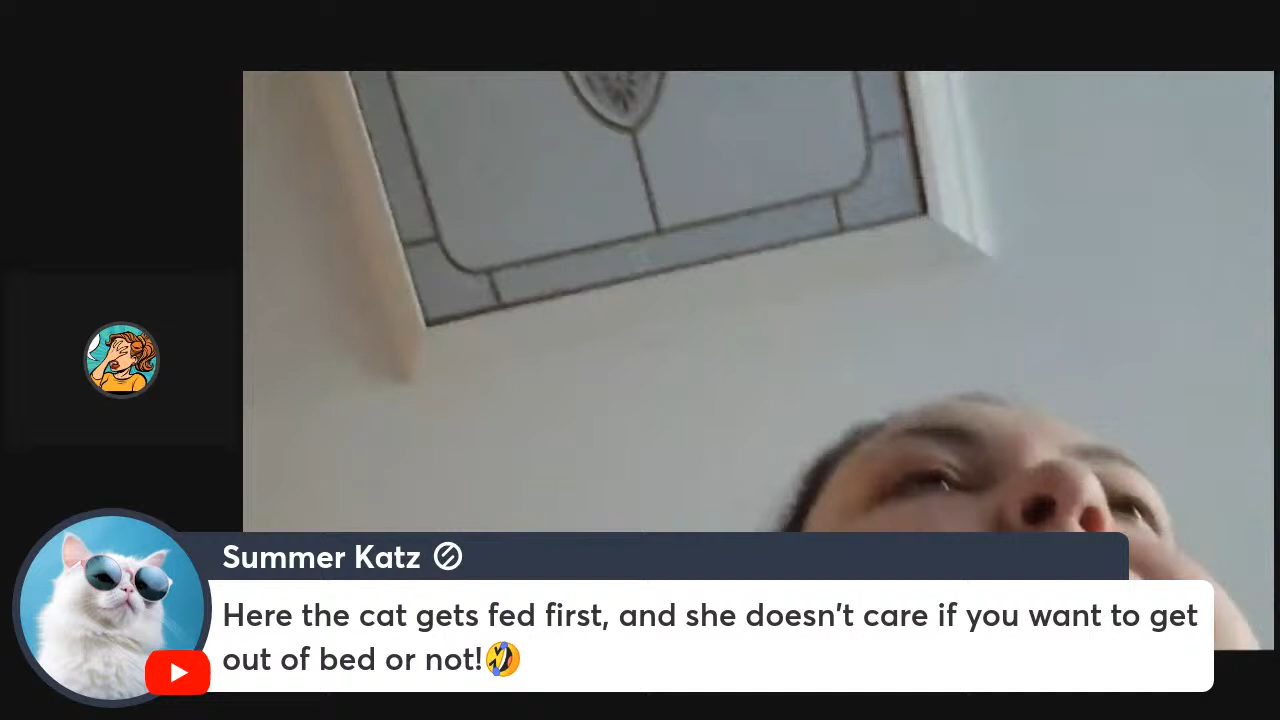 Summer Katz
Here the cat gets fed first, and she doesn't care if you want to get
out of bed or not!🤣